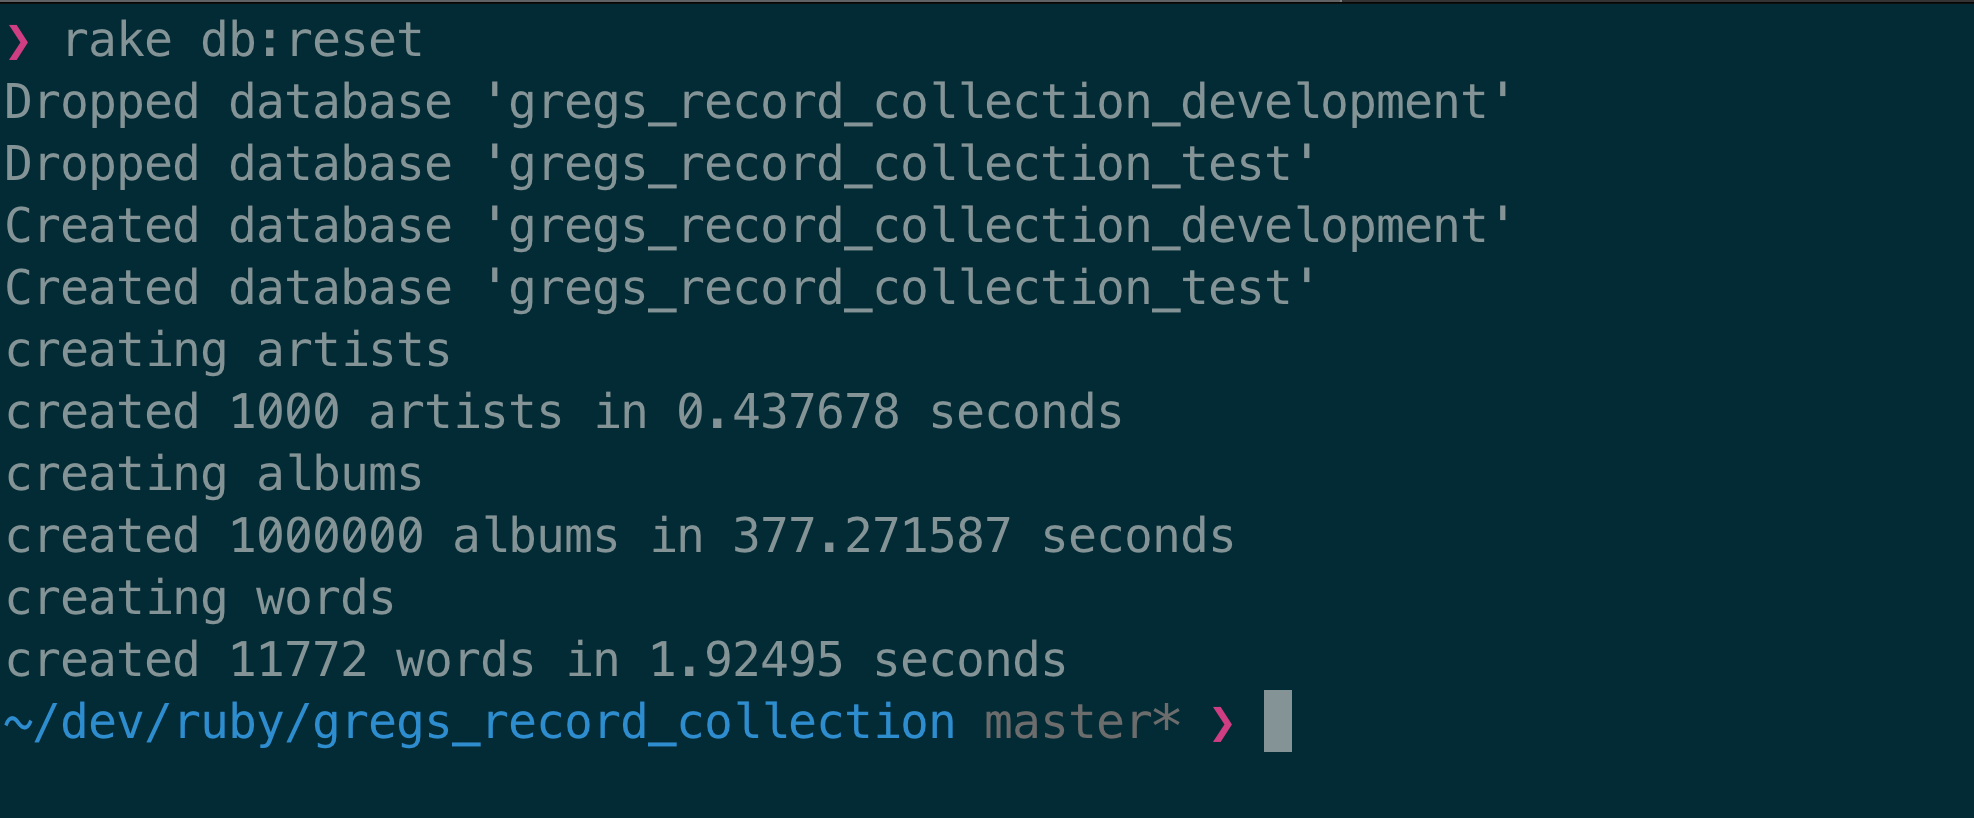 ❯ rake db:reset
Dropped database 'gregs_record_collection_development'
Dropped database 'gregs_record_collection_test'
Created database 'gregs_record_collection_development'
Created database 'gregs_record_collection_test'
creating artists
created 1000 artists in 0.437678 seconds
creating albums
created 1000000 albums in 377.271587 seconds
creating words
created 11772 words in 1.92495 seconds
~/dev/ruby/gregs_record_collection master* ❯